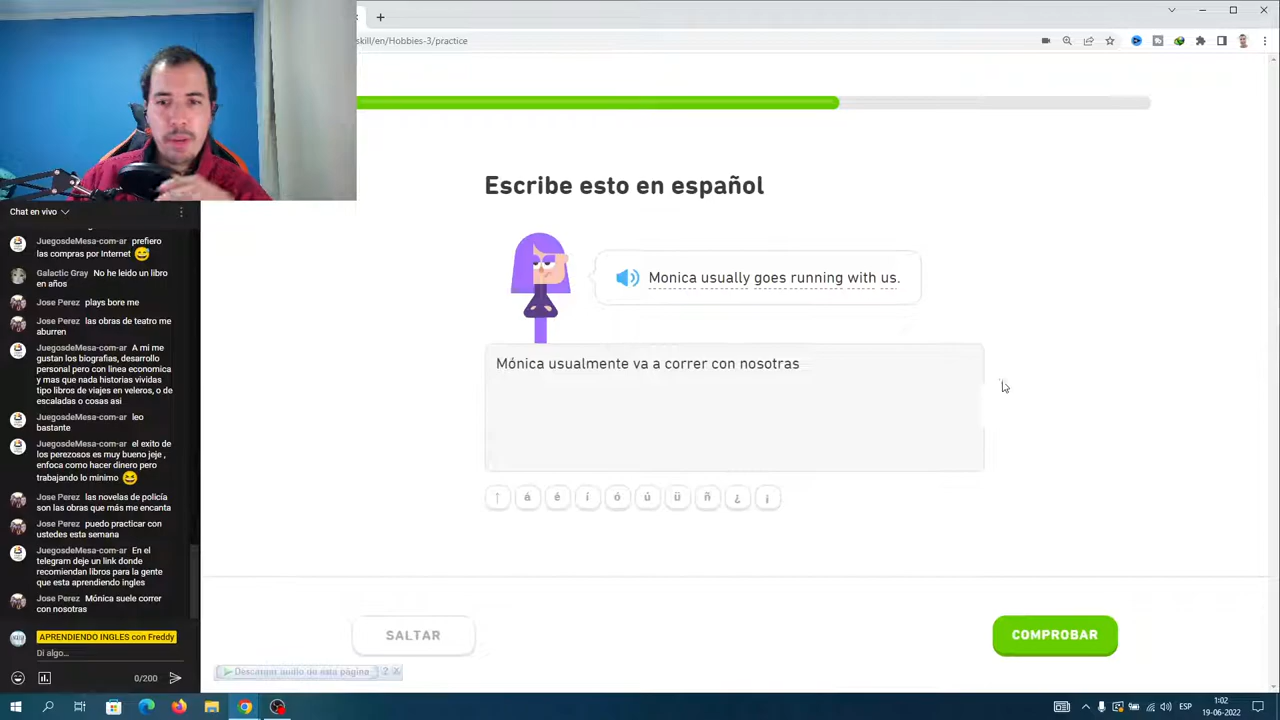 skill/en/Hobbies-3/practice
Escribe esto en español
Monica usually goes running with us.
Mónica usualmente va a correr con nosotras
↑ á é í ó ú ü ñ ¿ ¡
SALTAR
COMPROBAR
Descargar audio de esta página
Chat en vivo
JuegosdeMesa-com-ar prefiero
las compras por Internet 😅
Galactic Gray No he leido un libro
en años
Jose Perez plays bore me
Jose Perez las obras de teatro me
aburren
JuegosdeMesa-com-ar A mi me
gustan los biografias, desarrollo
personal pero con linea economica
y mas que nada historias vividas
tipo libros de viajes en veleros, o de
escaladas o cosas asi
JuegosdeMesa-com-ar leo
bastante
JuegosdeMesa-com-ar el exito de
los perezosos es muy bueno jeje ,
enfoca como hacer dinero pero
trabajando lo minimo 😆
Jose Perez las novelas de policía
son las obras que más me encanta
Jose Perez puedo practicar con
ustedes esta semana
JuegosdeMesa-com-ar En el
telegram deje un link donde
recomiendan libros para la gente
que esta aprendiendo ingles
Jose Perez Mónica suele correr
con nosotras
APRENDIENDO INGLES con Freddy
Di algo...
0/200
ESP
1:02
19-06-2022